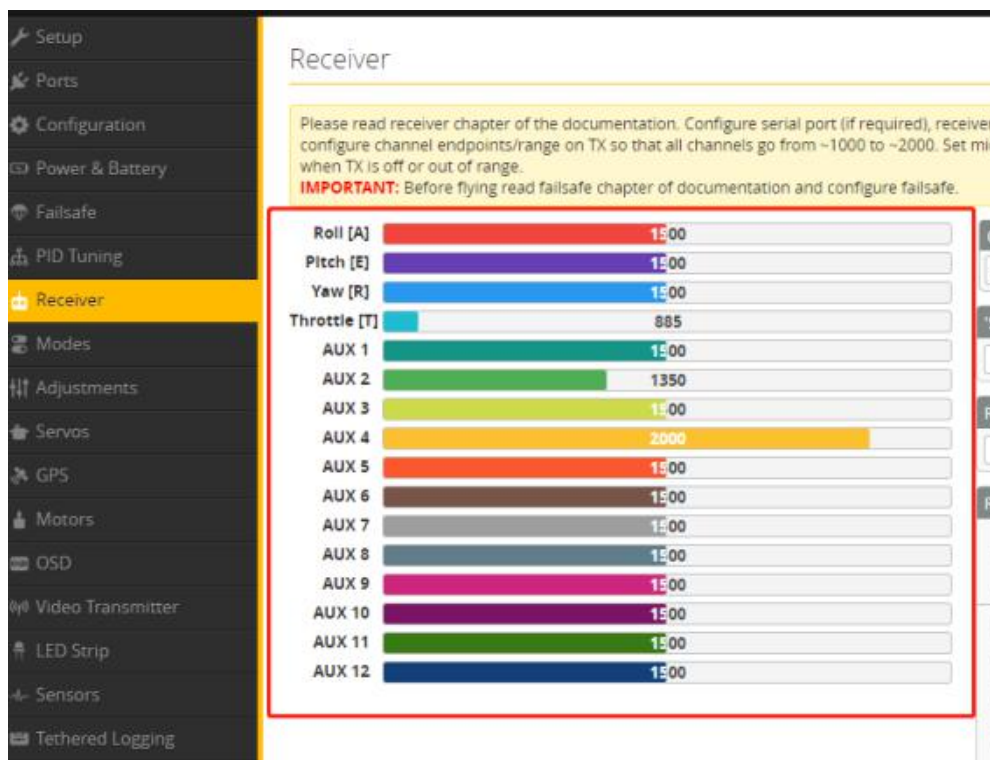 Setup
Ports
Configuration
Power & Battery
Failsafe
PID Tuning
Receiver
Modes
Adjustments
Servos
GPS
Motors
OSD
Video Transmitter
LED Strip
Sensors
Tethered Logging
Receiver
Please read receiver chapter of the documentation. Configure serial port (if required), receiver
configure channel endpoints/range on TX so that all channels go from ~1000 to ~2000. Set
when TX is off or out of range.
IMPORTANT: Before flying read failsafe chapter of documentation and configure failsafe.
Roll [A] 1500
Pitch [E] 1500
Yaw [R] 1500
Throttle [T] 885
AUX 1 1500
AUX 2 1350
AUX 3 1500
AUX 4 2000
AUX 5 1500
AUX 6 1500
AUX 7 1500
AUX 8 1500
AUX 9 1500
AUX 10 1500
AUX 11 1500
AUX 12 1500